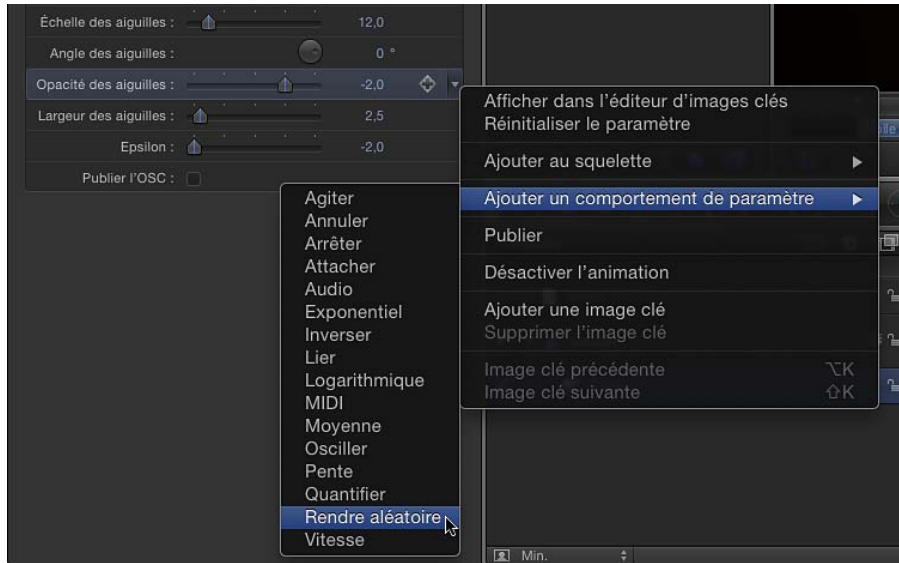 Échelle des aiguilles : 12,0
Angle des aiguilles : 0 °
Opacité des aiguilles : -2,0
Largeur des aiguilles : 2,5
Epsilon : -2,0
Publier l'OSC :
Afficher dans l'éditeur d'images clés
Réinitialiser le paramètre
Ajouter au squelette
Ajouter un comportement de paramètre
Publier
Désactiver l'animation
Ajouter une image clé
Supprimer l'image clé
Image clé précédente ⌥K
Image clé suivante ⇧K
Agiter
Annuler
Arrêter
Attacher
Audio
Exponentiel
Inverser
Lier
Logarithmique
MIDI
Moyenne
Osciller
Pente
Quantifier
Rendre aléatoire
Vitesse
Min.